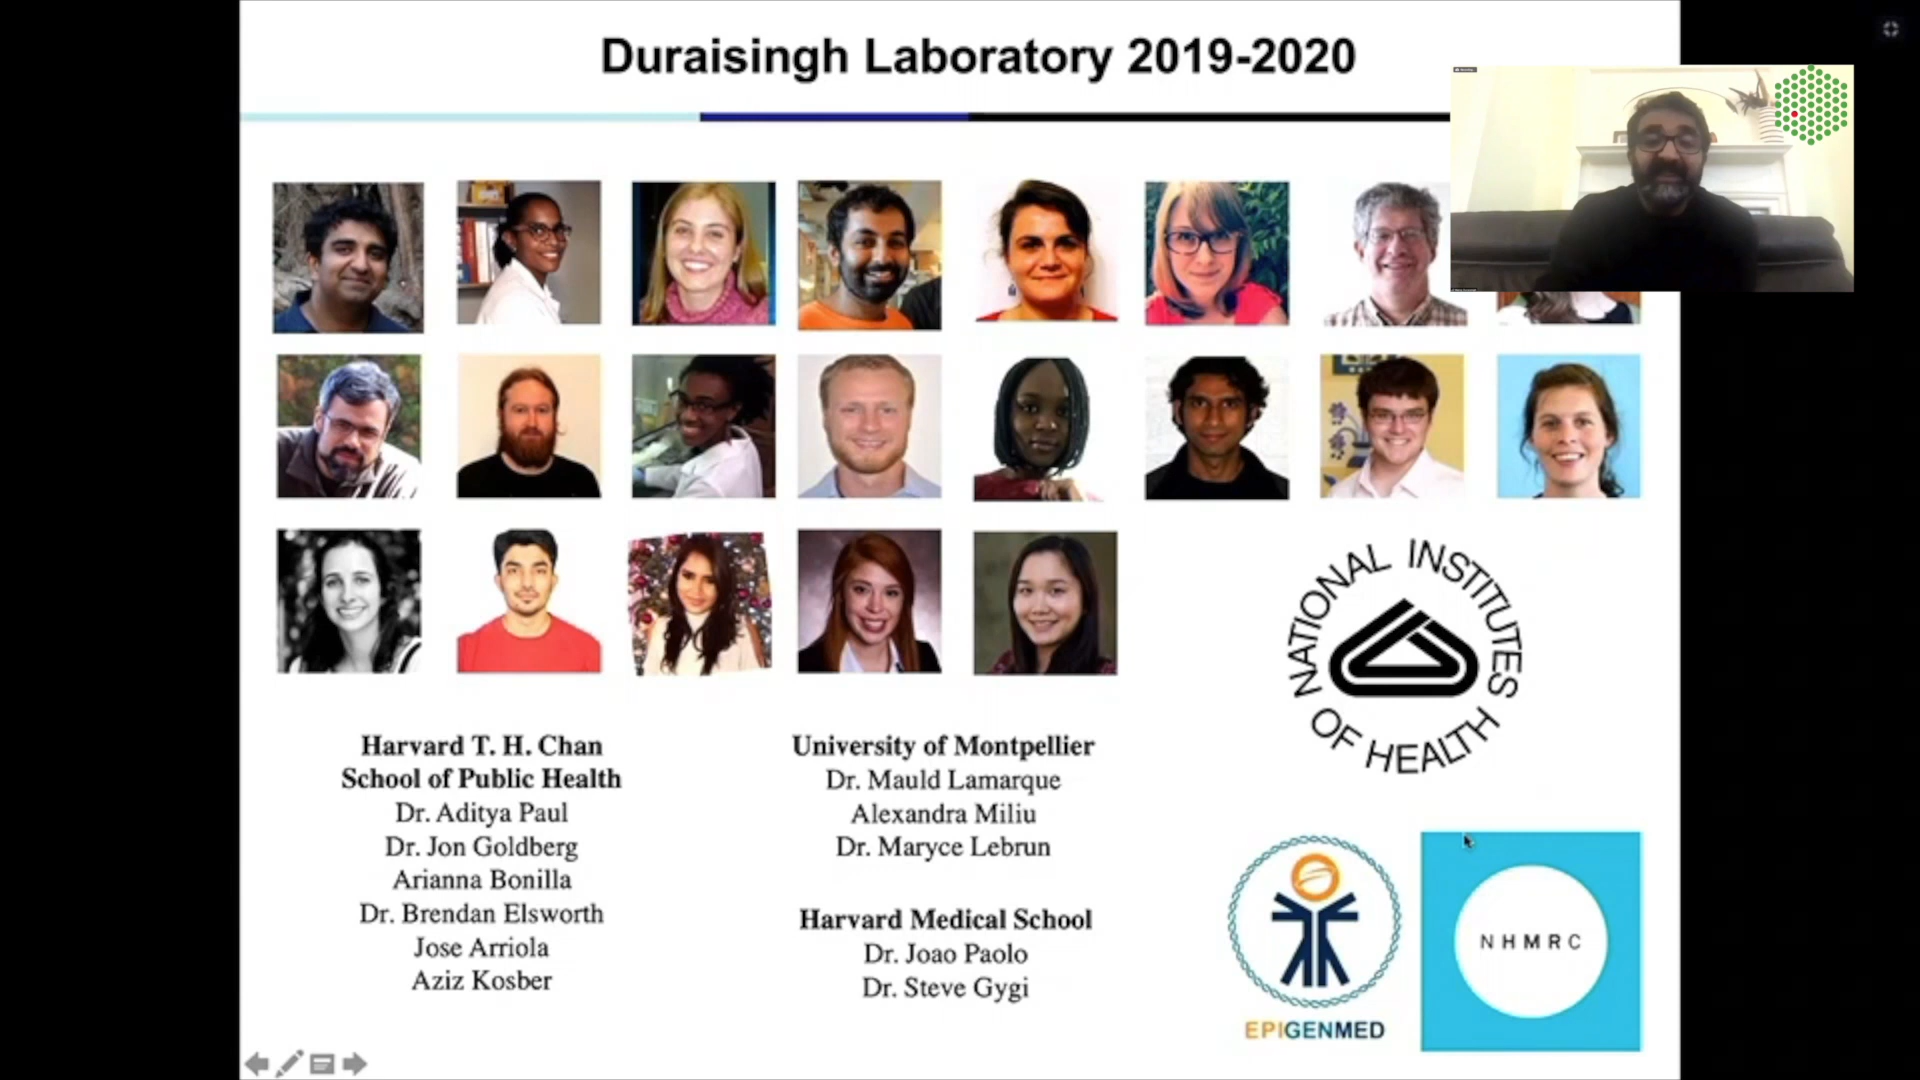 Duraisingh Laboratory 2019-2020
NATIONAL INSTITUTES
OF HEALTH
Harvard T. H. Chan
School of Public Health
Dr. Aditya Paul
Dr. Jon Goldberg
Arianna Bonilla
Dr. Brendan Elsworth
Jose Arriola
Aziz Kosber
University of Montpellier
Dr. Mauld Lamarque
Alexandra Miliu
Dr. Maryce Lebrun
Harvard Medical School
Dr. Joao Paolo
Dr. Steve Gygi
EPIGENMED
NHMRC